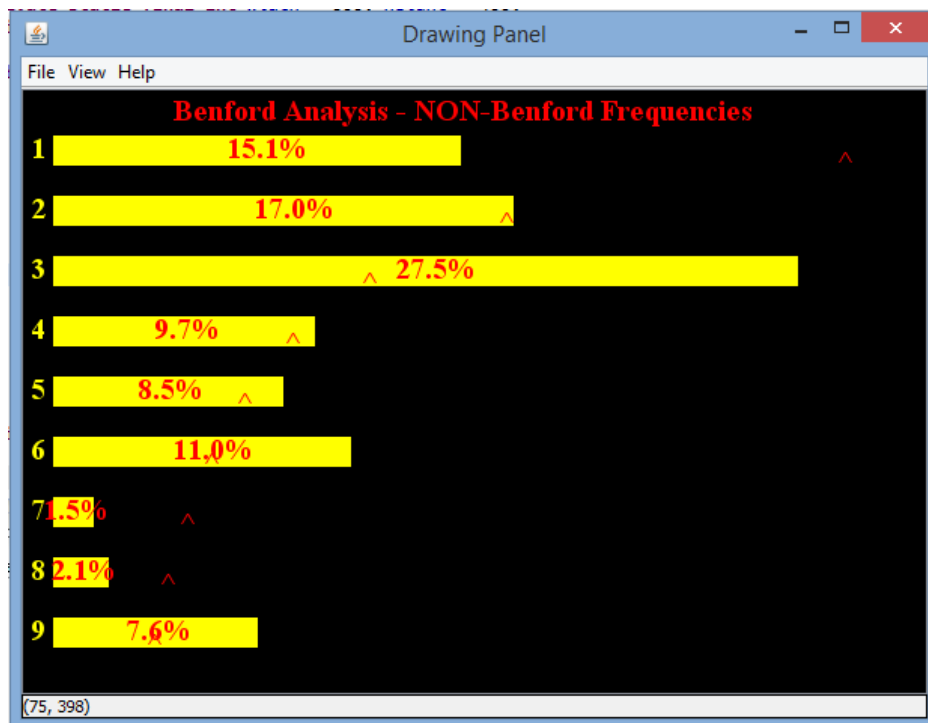 Drawing Panel
File View Help
Benford Analysis - NON-Benford Frequencies
1 15.1% ^
2 17.0% ^
3 ^ 27.5%
4 9.7% ^
5 8.5% ^
6 11.0% ^
7 1.5% ^
8 2.1% ^
9 7.6% ^
(75, 398)